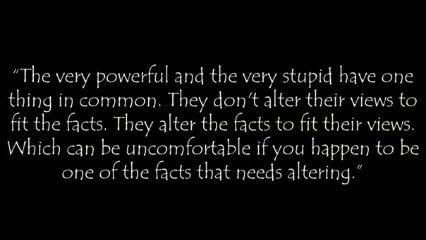 “The very powerful and the very stupid have one
thing in common. They don't alter their views to
fit the facts. They alter the facts to fit their views.
Which can be uncomfortable if you happen to be
one of the facts that needs altering.”